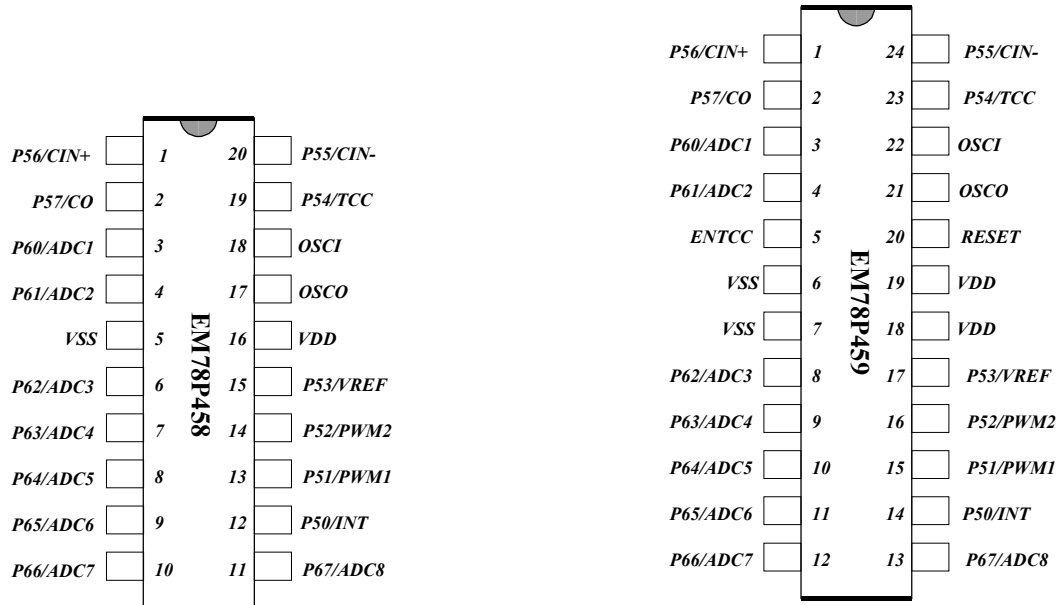 P56/CIN+ 1 20 P55/CIN-
P57/CO 2 19 P54/TCC
P60/ADC1 3 18 OSCI
P61/ADC2 4 17 OSCO
VSS 5 16 VDD
P62/ADC3 6 15 P53/VREF
P63/ADC4 7 14 P52/PWM2
P64/ADC5 8 13 P51/PWM1
P65/ADC6 9 12 P50/INT
P66/ADC7 10 11 P67/ADC8
EM78P458
P56/CIN+ 1 24 P55/CIN-
P57/CO 2 23 P54/TCC
P60/ADC1 3 22 OSCI
P61/ADC2 4 21 OSCO
ENTCC 5 20 RESET
VSS 6 19 VDD
VSS 7 18 VDD
P62/ADC3 8 17 P53/VREF
P63/ADC4 9 16 P52/PWM2
P64/ADC5 10 15 P51/PWM1
P65/ADC6 11 14 P50/INT
P66/ADC7 12 13 P67/ADC8
EM78P459